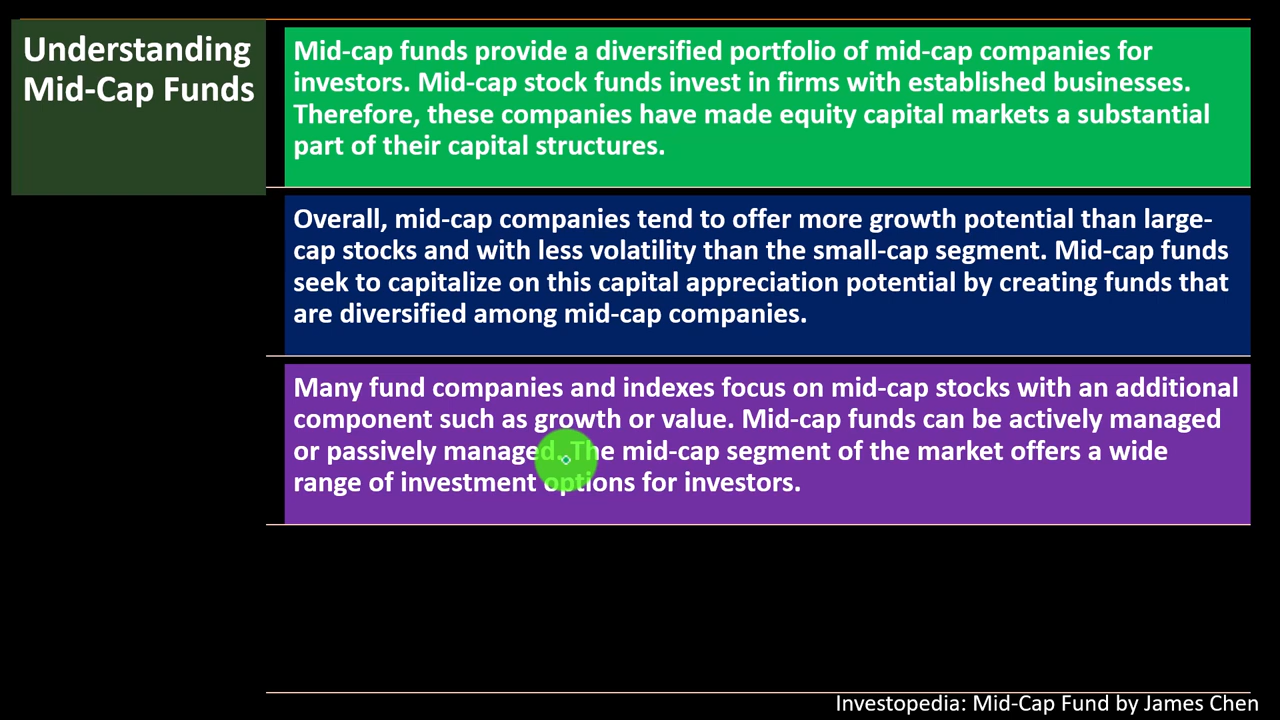 Understanding
Mid-Cap Funds
Mid-cap funds provide a diversified portfolio of mid-cap companies for
investors. Mid-cap stock funds invest in firms with established businesses.
Therefore, these companies have made equity capital markets a substantial
part of their capital structures.
Overall, mid-cap companies tend to offer more growth potential than large-
cap stocks and with less volatility than the small-cap segment. Mid-cap funds
seek to capitalize on this capital appreciation potential by creating funds that
are diversified among mid-cap companies.
Many fund companies and indexes focus on mid-cap stocks with an additional
component such as growth or value. Mid-cap funds can be actively managed
or passively managed. The mid-cap segment of the market offers a wide
range of investment options for investors.
Investopedia: Mid-Cap Fund by James Chen